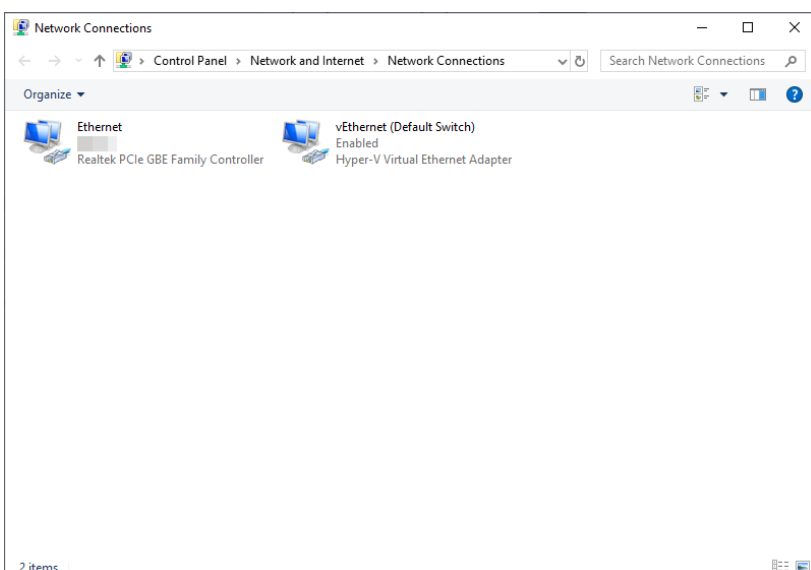 Network Connections
Control Panel › Network and Internet › Network Connections
Search Network Connections
Organize
Ethernet
Realtek PCIe GBE Family Controller
vEthernet (Default Switch)
Enabled
Hyper-V Virtual Ethernet Adapter
2 items